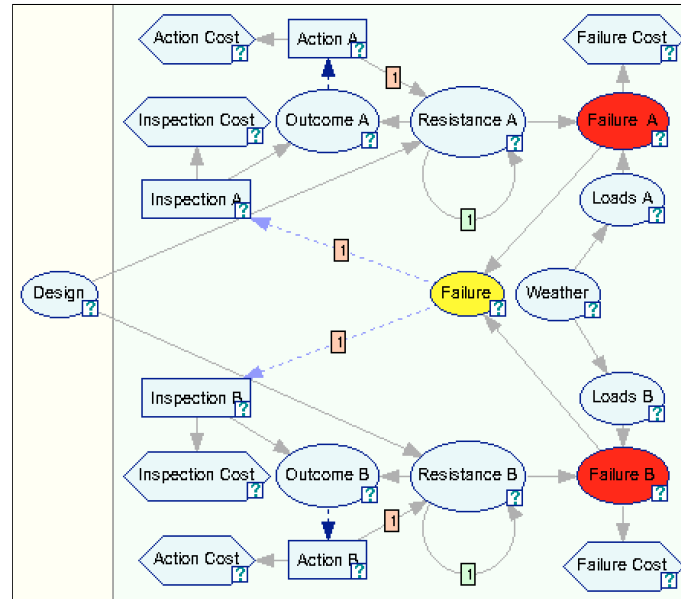 Action Cost ?
Action A ?
Failure Cost ?
1
Inspection Cost ?
Outcome A ?
Resistance A ?
Failure A ?
Inspection A ?
1
Loads A ?
1
Design ?
Failure ?
Weather ?
1
Inspection B ?
Loads B ?
Inspection Cost ?
Outcome B ?
Resistance B ?
Failure B ?
1
Action Cost ?
Action B ?
1
Failure Cost ?